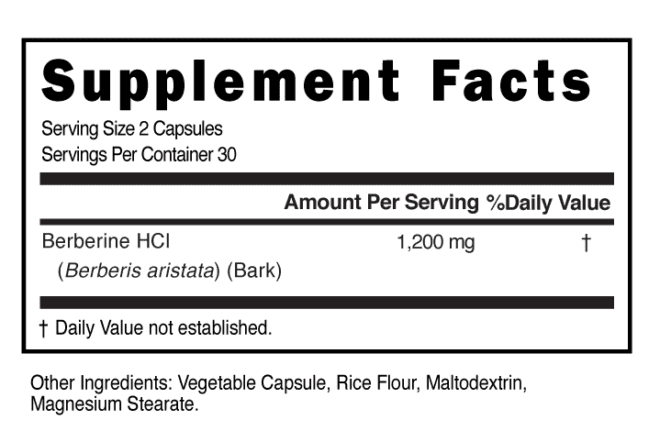 Supplement Facts
Serving Size 2 Capsules
Servings Per Container 30
Amount Per Serving %Daily Value
Berberine HCl 1,200 mg †
(Berberis aristata) (Bark)
† Daily Value not established.
Other Ingredients: Vegetable Capsule, Rice Flour, Maltodextrin,
Magnesium Stearate.